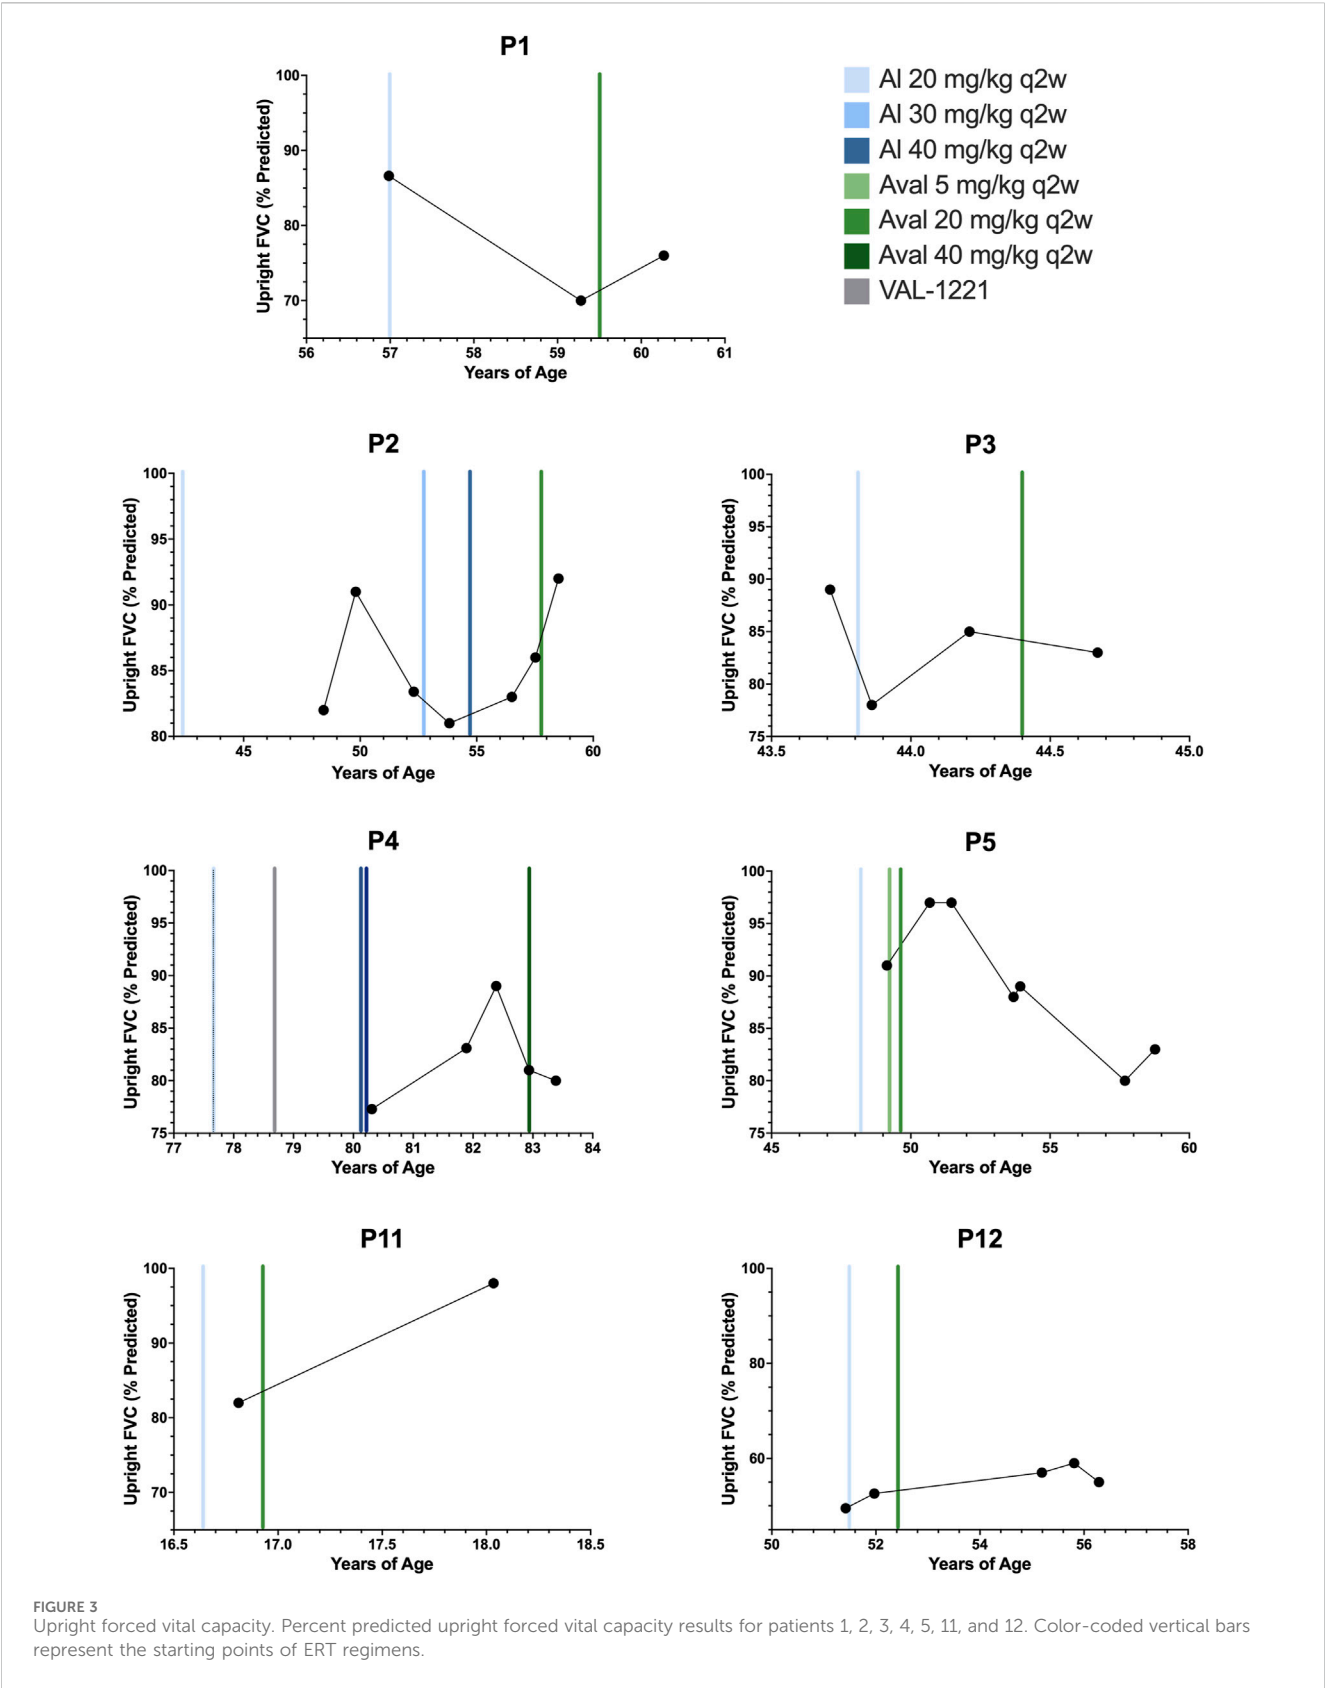 P1
Al 20 mg/kg q2w
Al 30 mg/kg q2w
Al 40 mg/kg q2w
Aval 5 mg/kg q2w
Aval 20 mg/kg q2w
Aval 40 mg/kg q2w
VAL-1221
Upright FVC (% Predicted)
100
90
80
70
56 57 58 59 60 61
Years of Age
P2
Upright FVC (% Predicted)
100
95
90
85
80
45 50 55 60
Years of Age
P3
Upright FVC (% Predicted)
100
95
90
85
80
75
43.5 44.0 44.5 45.0
Years of Age
P4
Upright FVC (% Predicted)
100
95
90
85
80
75
77 78 79 80 81 82 83 84
Years of Age
P5
Upright FVC (% Predicted)
100
95
90
85
80
75
45 50 55 60
Years of Age
P11
Upright FVC (% Predicted)
100
90
80
70
16.5 17.0 17.5 18.0 18.5
Years of Age
P12
Upright FVC (% Predicted)
100
80
60
50 52 54 56 58
Years of Age
FIGURE 3
Upright forced vital capacity. Percent predicted upright forced vital capacity results for patients 1, 2, 3, 4, 5, 11, and 12. Color-coded vertical bars
represent the starting points of ERT regimens.